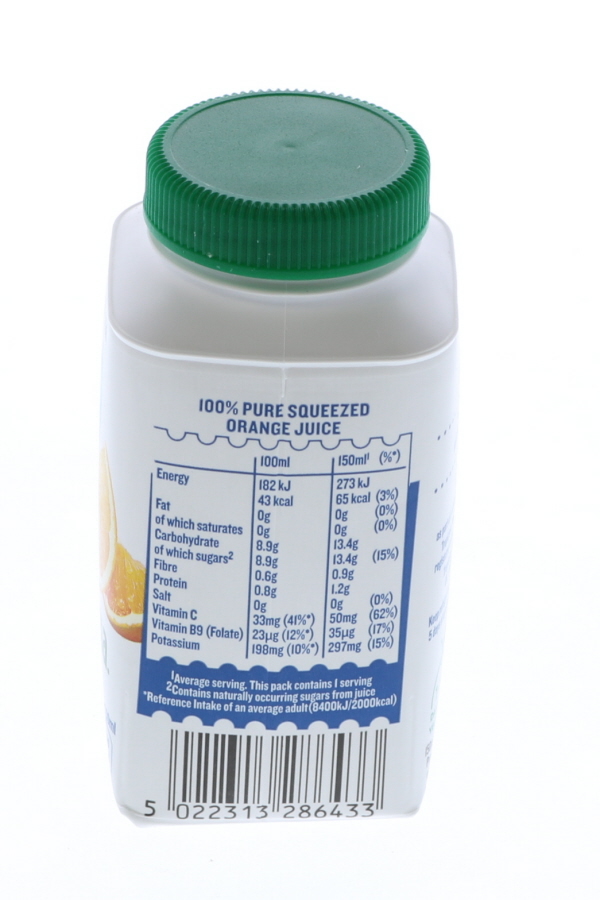 100% PURE SQUEEZED
ORANGE JUICE
100ml 150ml¹ (%*)
Energy 182 kJ 273 kJ
43 kcal 65 kcal (3%)
Fat 0g 0g (0%)
of which saturates 0g 0g (0%)
Carbohydrate 8.9g 13.4g
of which sugars² 8.9g 13.4g (15%)
Fibre 0.6g 0.9g
Protein 0.8g 1.2g
Salt 0g 0g (0%)
Vitamin C 33mg (41%*) 50mg (62%)
Vitamin B9 (Folate) 23µg (12%*) 35µg (17%)
Potassium 198mg (10%*) 297mg (15%)
¹Average serving. This pack contains 1 serving
²Contains naturally occurring sugars from juice
*Reference Intake of an average adult (8400kJ/2000kcal)
5 022313 286433